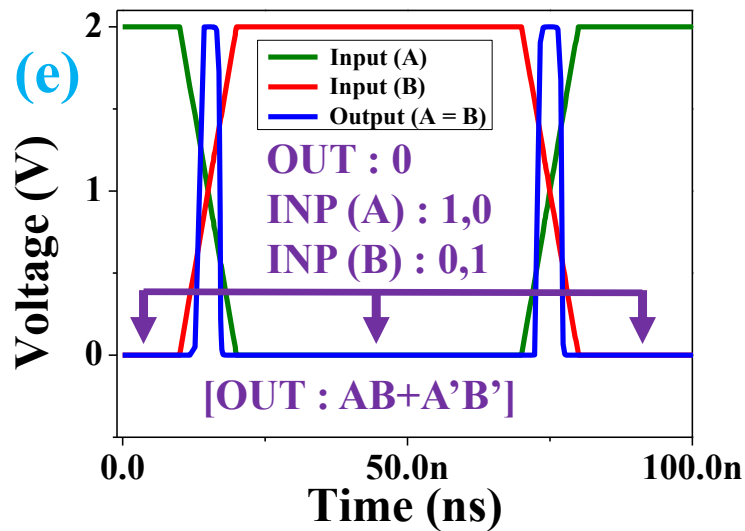 (e)
Voltage (V)
2
1
0
Input (A)
Input (B)
Output (A = B)
OUT : 0
INP (A) : 1,0
INP (B) : 0,1
[OUT : AB+A’B’]
0.0
50.0n
100.0n
Time (ns)